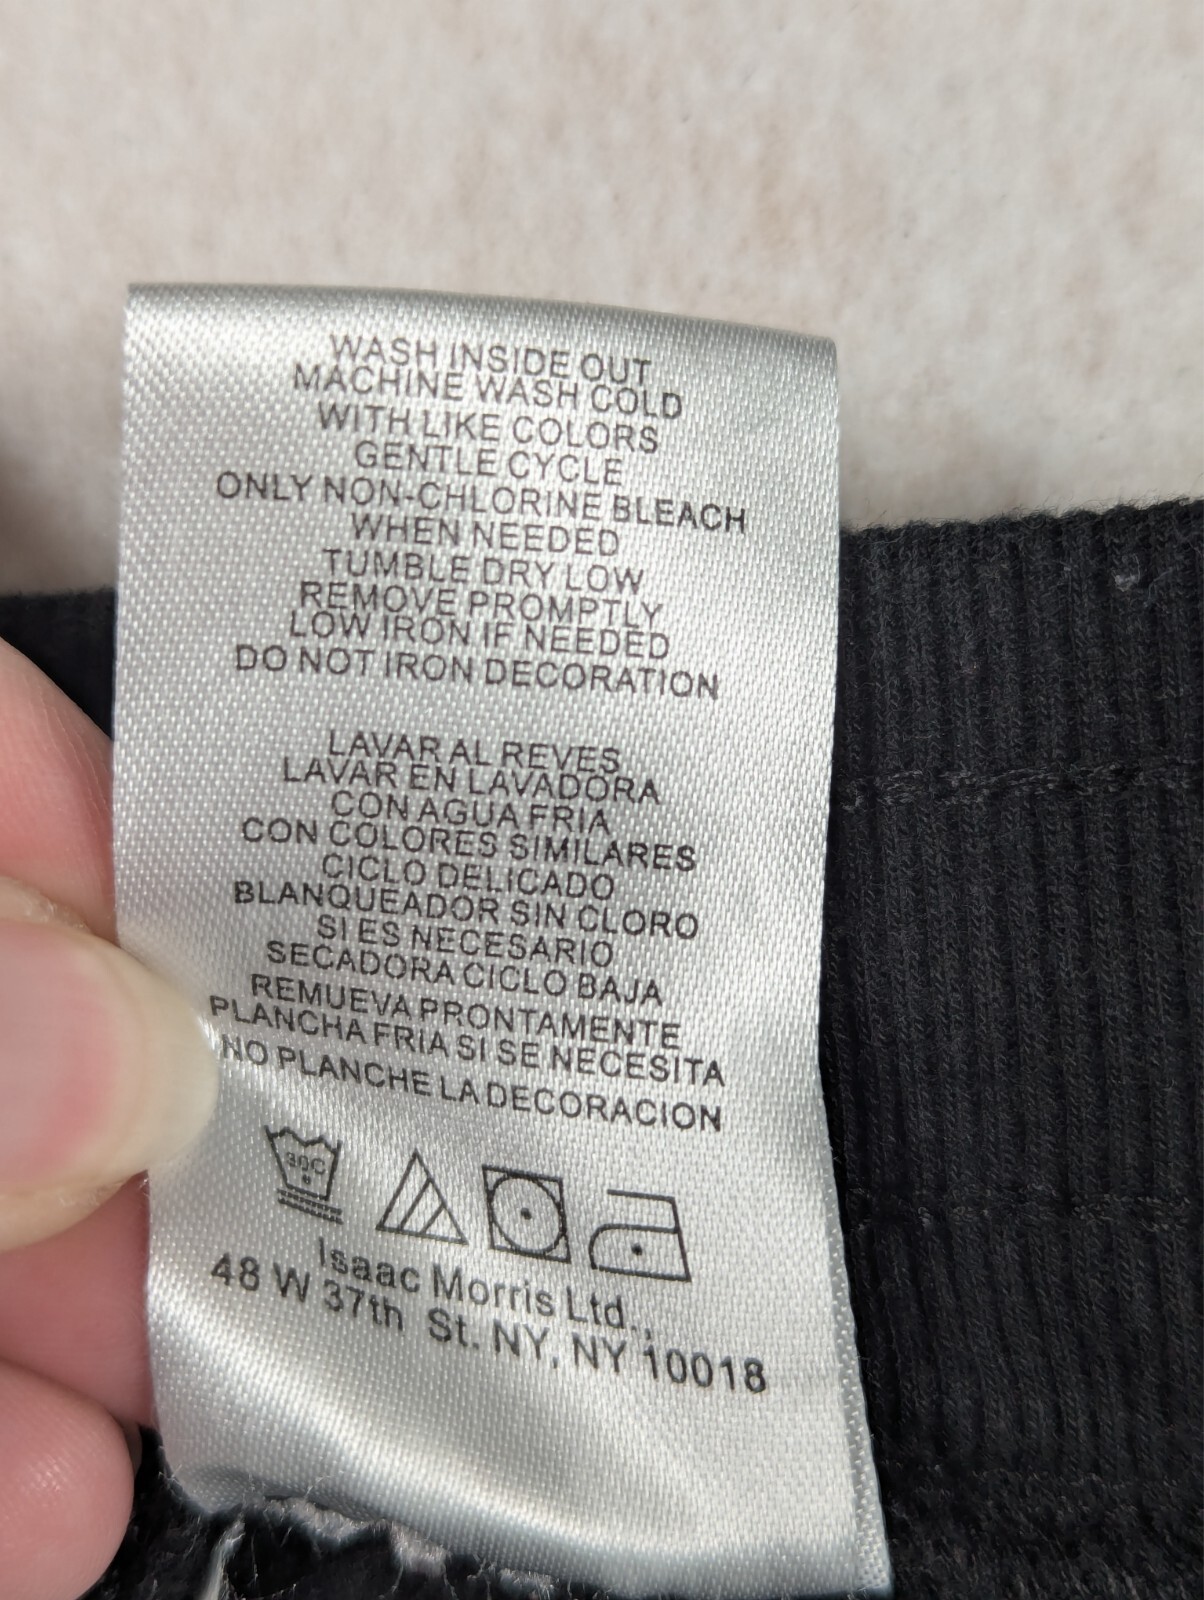 WASH INSIDE OUT
MACHINE WASH COLD
WITH LIKE COLORS
GENTLE CYCLE
ONLY NON-CHLORINE BLEACH
WHEN NEEDED
TUMBLE DRY LOW
REMOVE PROMPTLY
LOW IRON IF NEEDED
DO NOT IRON DECORATION
LAVAR AL REVES
LAVAR EN LAVADORA
CON AGUA FRIA
CON COLORES SIMILARES
CICLO DELICADO
BLANQUEADOR SIN CLORO
SI ES NECESARIO
SECADORA CICLO BAJA
REMUEVA PRONTAMENTE
PLANCHA FRIA SI SE NECESITA
NO PLANCHE LA DECORACION
30C
Isaac Morris Ltd.,
48 W 37th St. NY, NY 10018